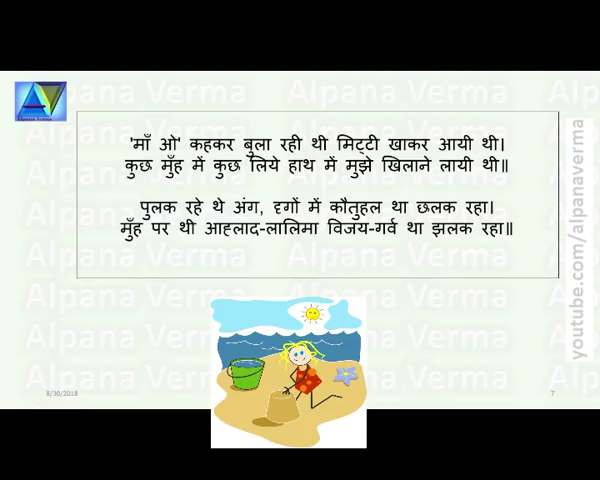 Alpana Verma
'माँ ओ' कहकर बुला रही थी मिट्टी खाकर आयी थी।
कुछ मुँह में कुछ लिये हाथ में मुझे खिलाने लायी थी॥
पुलक रहे थे अंग, दृगों में कौतुहल था छलक रहा।
मुँह पर थी आह्लाद-लालिमा विजय-गर्व था झलक रहा॥
youtube.com/alpanaverma
8/30/2018
7